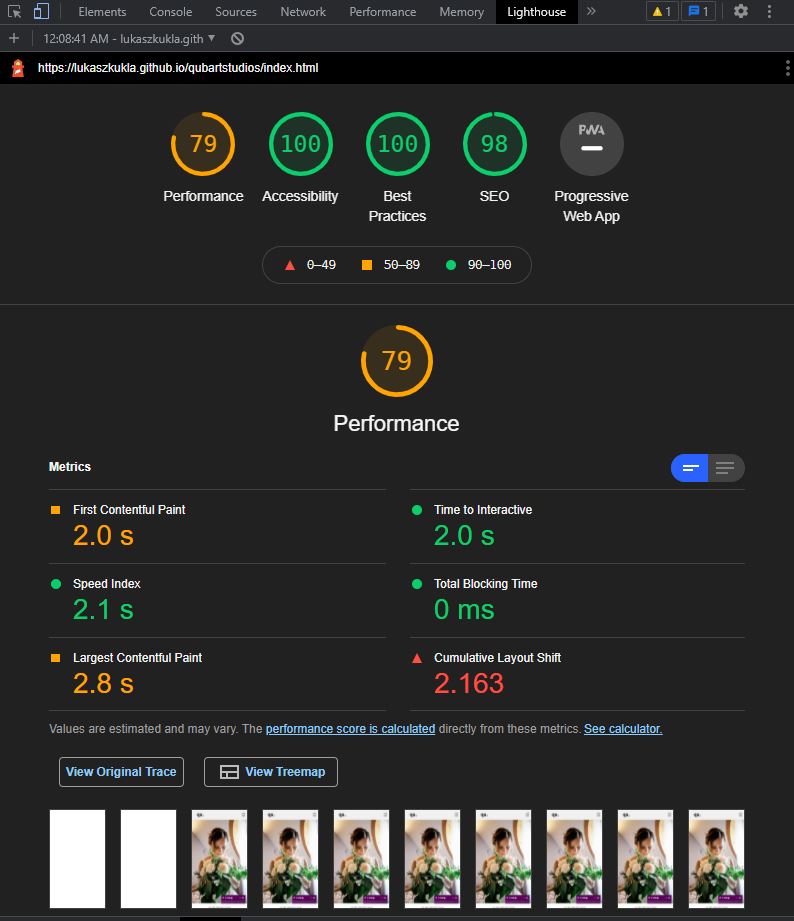 Elements Console Sources Network Performance Memory Lighthouse » 1 1
12:08:41 AM - lukaszkukla.gith
https://lukaszkukla.github.io/qubartstudios/index.html
79 100 100 98 PWA
Performance Accessibility Best Practices SEO Progressive Web App
0–49 50–89 90–100
79
Performance
Metrics
First Contentful Paint
2.0 s
Time to Interactive
2.0 s
Speed Index
2.1 s
Total Blocking Time
0 ms
Largest Contentful Paint
2.8 s
Cumulative Layout Shift
2.163
Values are estimated and may vary. The performance score is calculated directly from these metrics. See calculator.
View Original Trace View Treemap